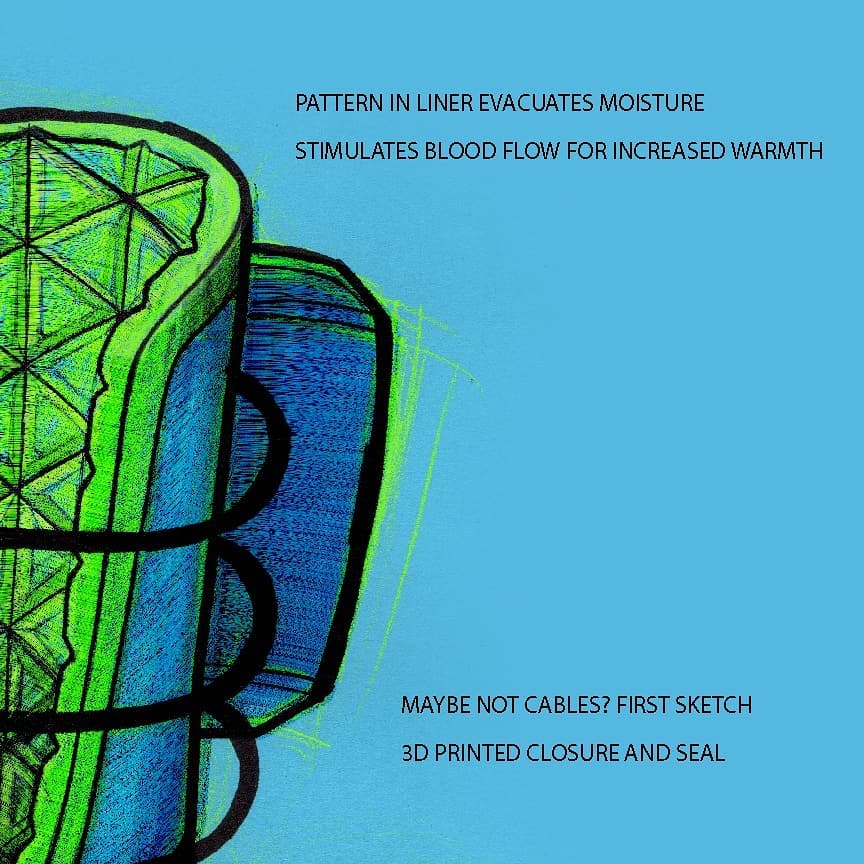 PATTERN IN LINER EVACUATES MOISTURE
STIMULATES BLOOD FLOW FOR INCREASED WARMTH
MAYBE NOT CABLES? FIRST SKETCH
3D PRINTED CLOSURE AND SEAL